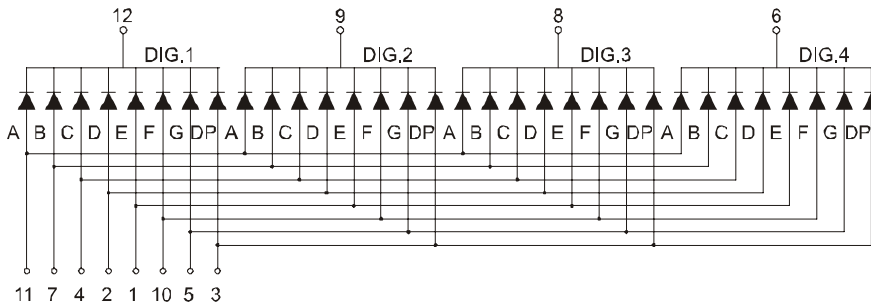 12 9 8 6
DIG.1 DIG.2 DIG.3 DIG.4
A B C D E F G DP A B C D E F G DP A B C D E F G DP A B C D E F G DP
11 7 4 2 1 10 5 3